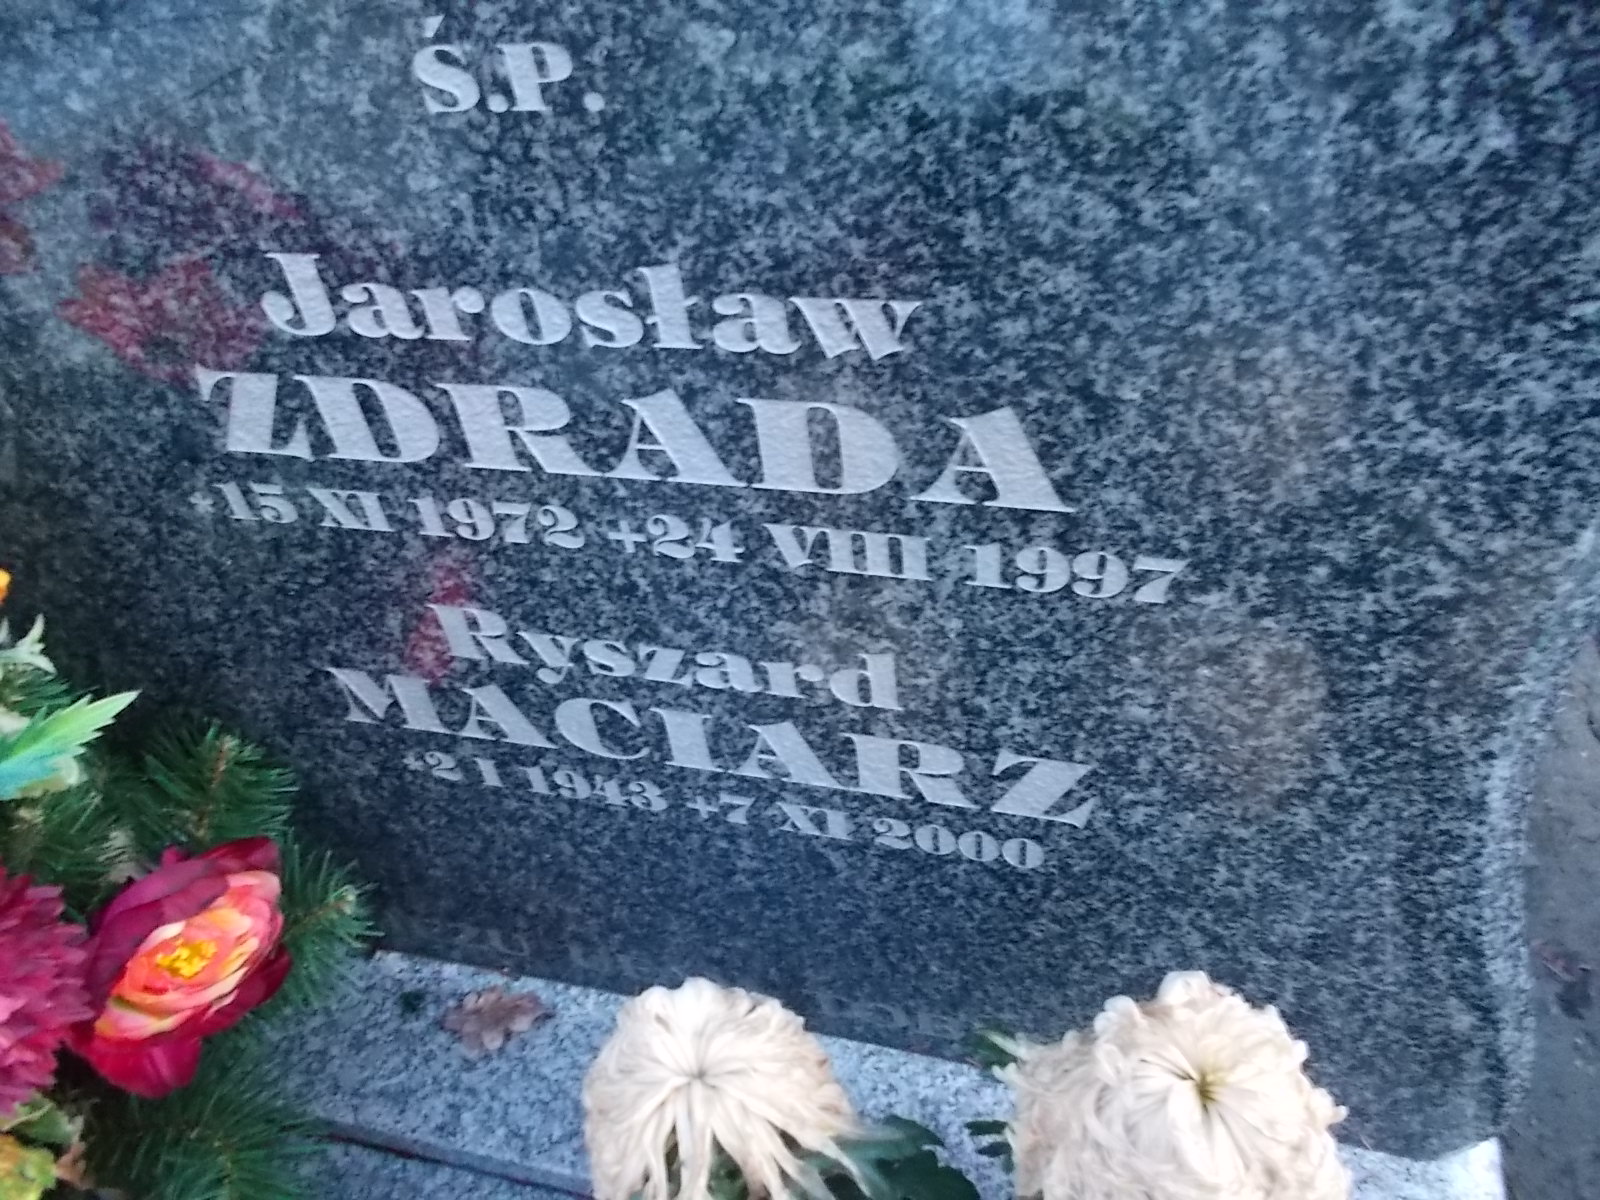 Ś.P.
Jarosław
ZDRADA
*15 XI 1972 +24 VIII 1997
Ryszard
MACIARZ
*2 I 1943 +7 XI 2000